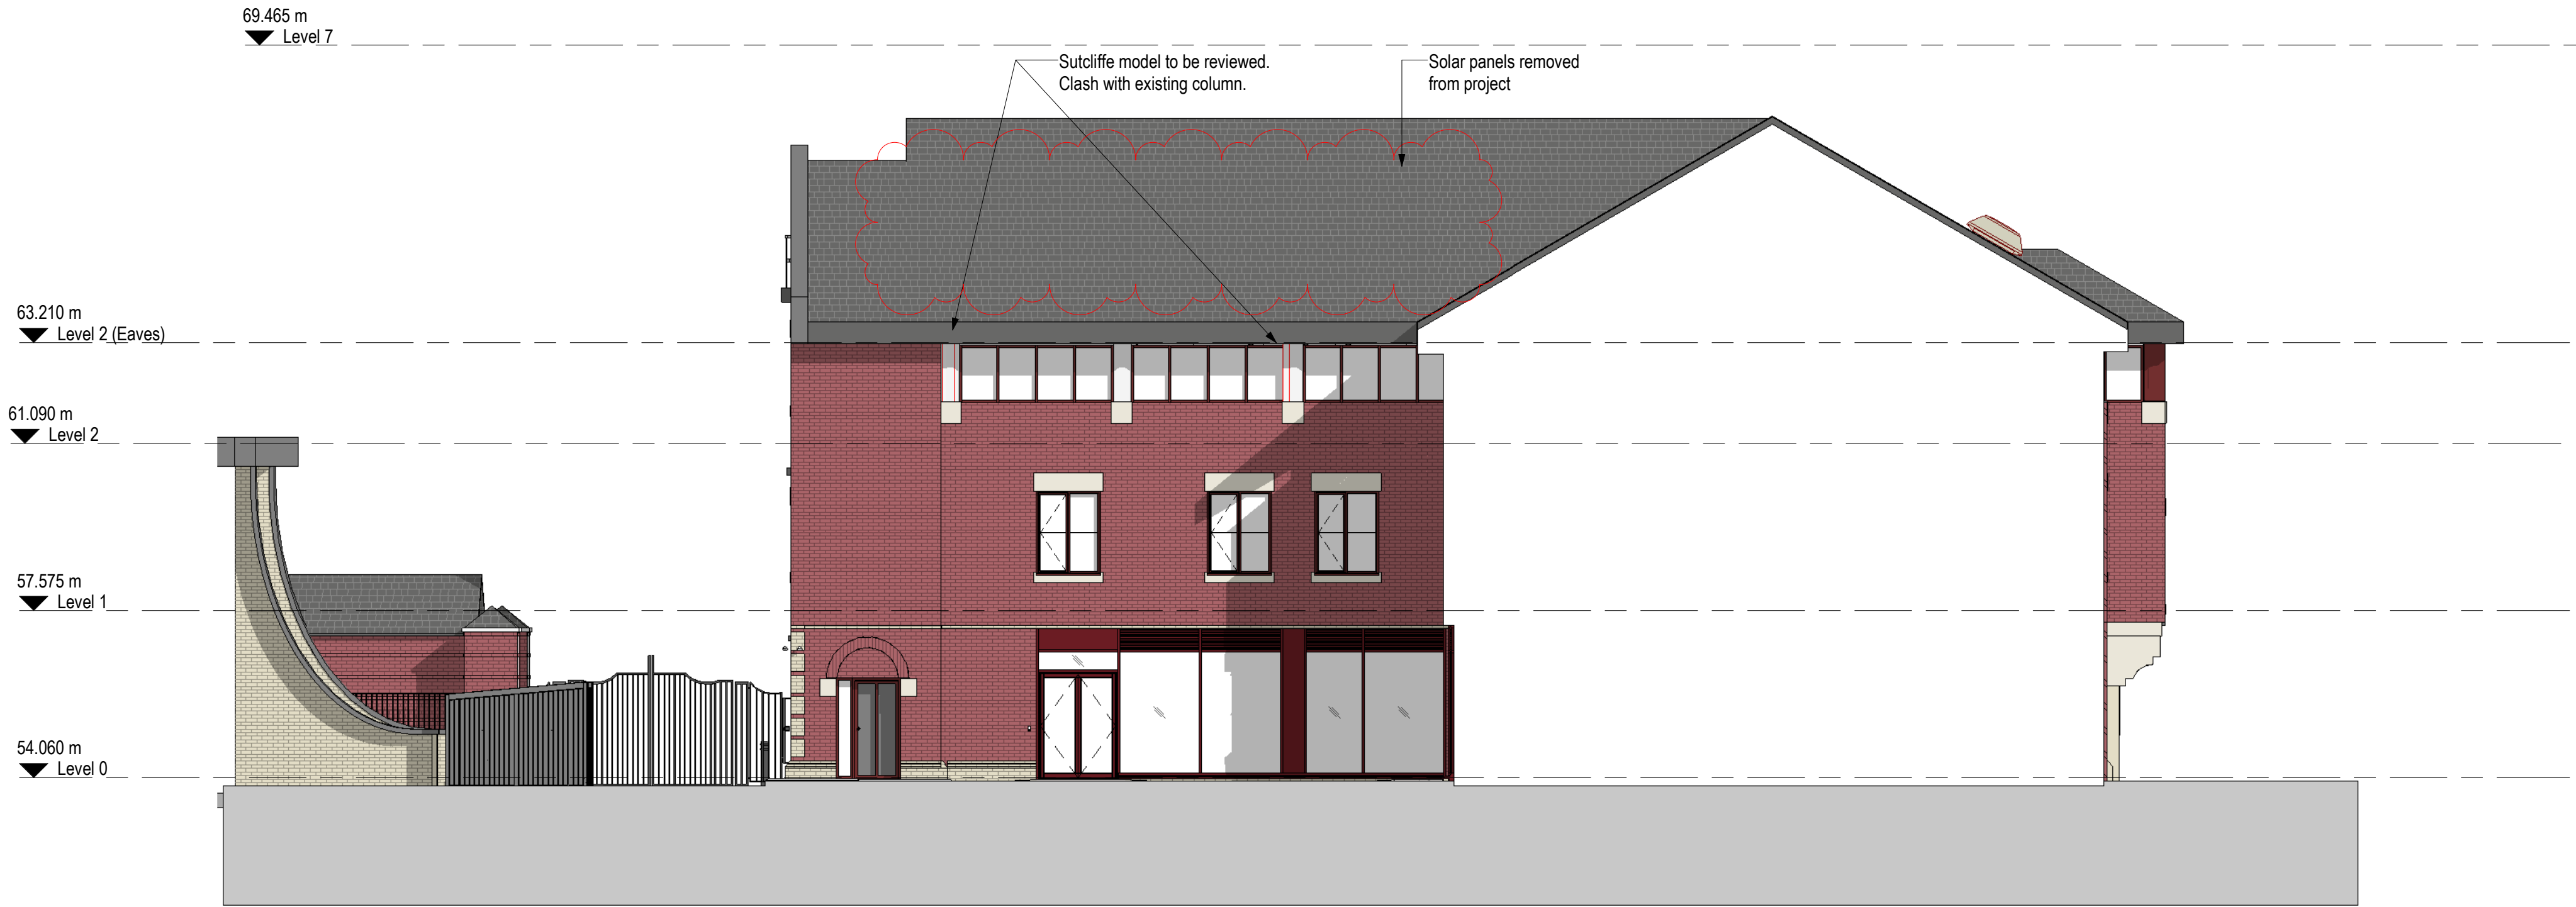 69.465 m
Level 7
Sutcliffe model to be reviewed.
Clash with existing column.
Solar panels removed
from project
63.210 m
Level 2 (Eaves)
61.090 m
Level 2
57.575 m
Level 1
54.060 m
Level 0